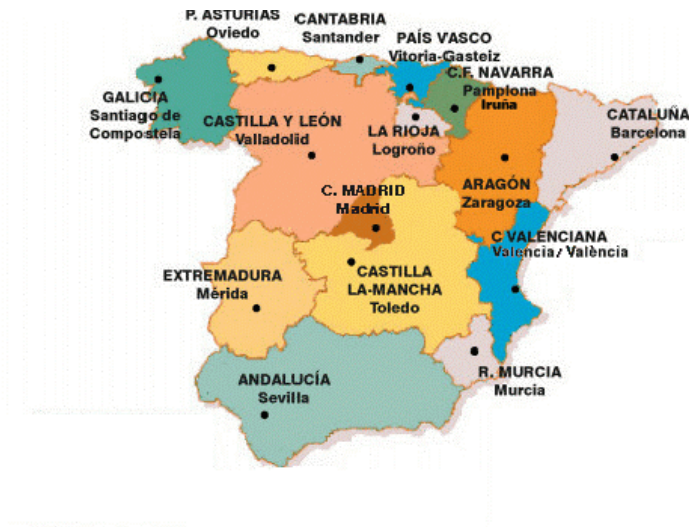 P. ASTURIAS
Oviedo
CANTABRIA
Santander
PAÍS VASCO
Vitoria-Gasteiz
C.F. NAVARRA
Pamplona
Iruña
GALICIA
Santiago de
Compostela
CASTILLA Y LEÓN
Valladolid
LA RIOJA
Logroño
CATALUÑA
Barcelona
ARAGÓN
Zaragoza
C. MADRID
Madrid
C VALENCIANA
Valencia/ València
EXTREMADURA
Mérida
CASTILLA
LA-MANCHA
Toledo
R. MURCIA
Murcia
ANDALUCÍA
Sevilla